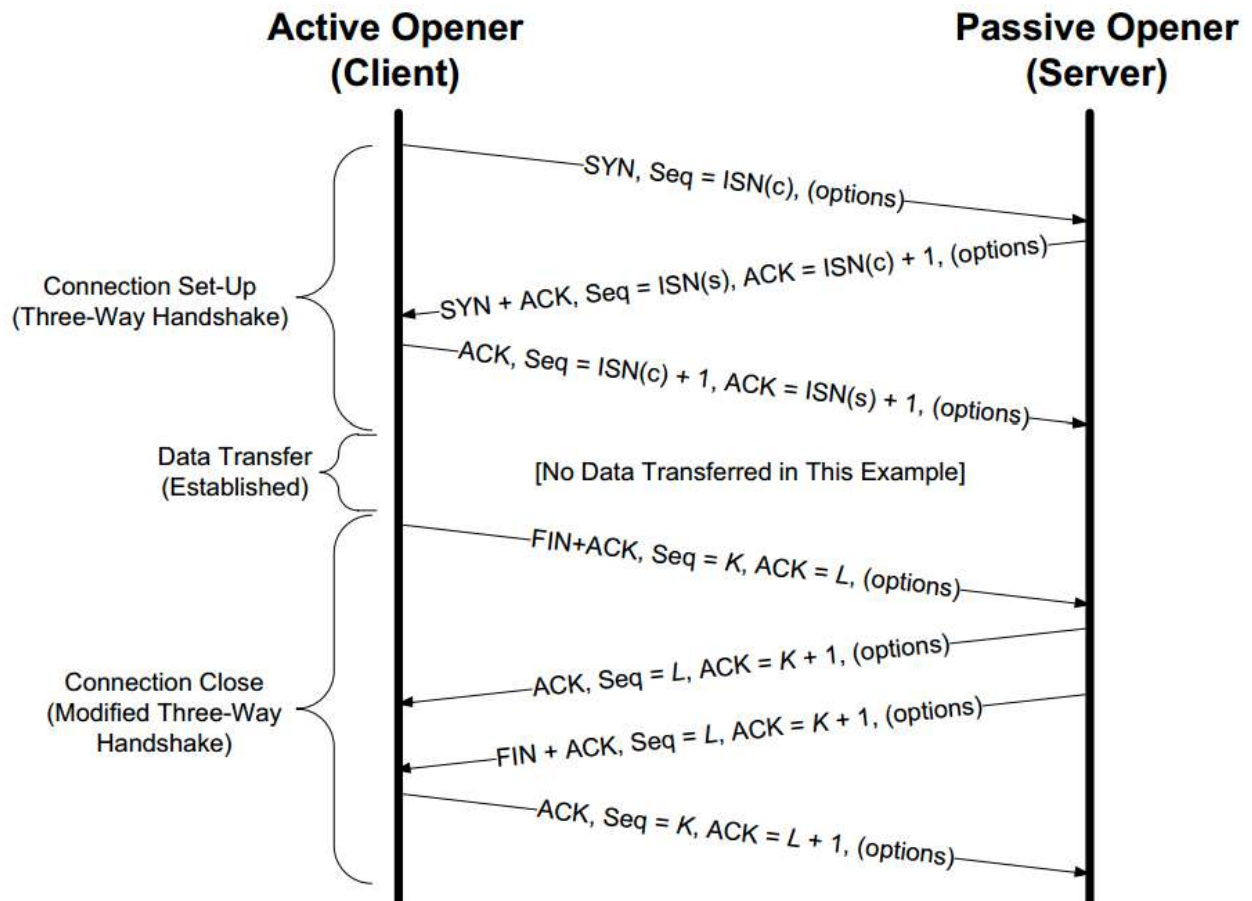 Active Opener
(Client)
Passive Opener
(Server)
SYN, Seq = ISN(c), (options)
SYN + ACK, Seq = ISN(s), ACK = ISN(c) + 1, (options)
Connection Set-Up
(Three-Way Handshake)
ACK, Seq = ISN(c) + 1, ACK = ISN(s) + 1, (options)
Data Transfer
(Established)
[No Data Transferred in This Example]
FIN+ACK, Seq = K, ACK = L, (options)
ACK, Seq = L, ACK = K + 1, (options)
Connection Close
(Modified Three-Way
Handshake)
FIN + ACK, Seq = L, ACK = K + 1, (options)
ACK, Seq = K, ACK = L + 1, (options)